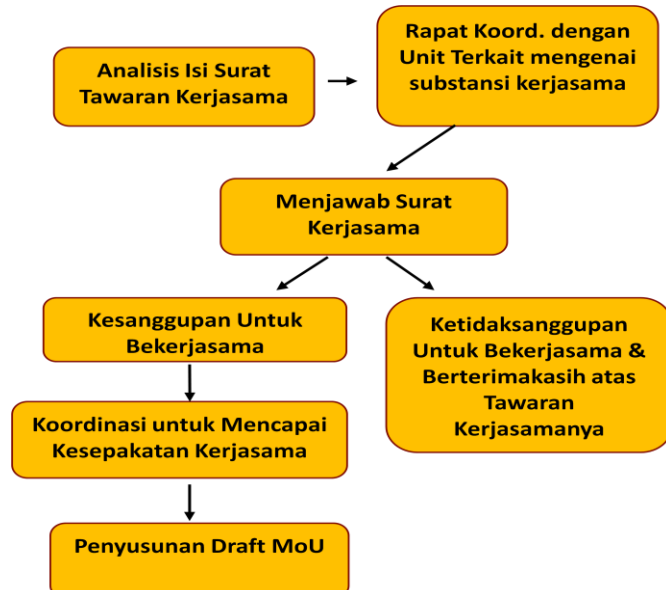 Analisis Isi Surat
Tawaran Kerjasama
Rapat Koord. dengan
Unit Terkait mengenai
substansi kerjasama
Menjawab Surat
Kerjasama
Kesanggupan Untuk
Bekerjasama
Ketidaksanggupan
Untuk Bekerjasama &
Berterimakasih atas
Tawaran
Kerjasamanya
Koordinasi untuk Mencapai
Kesepakatan Kerjasama
Penyusunan Draft MoU